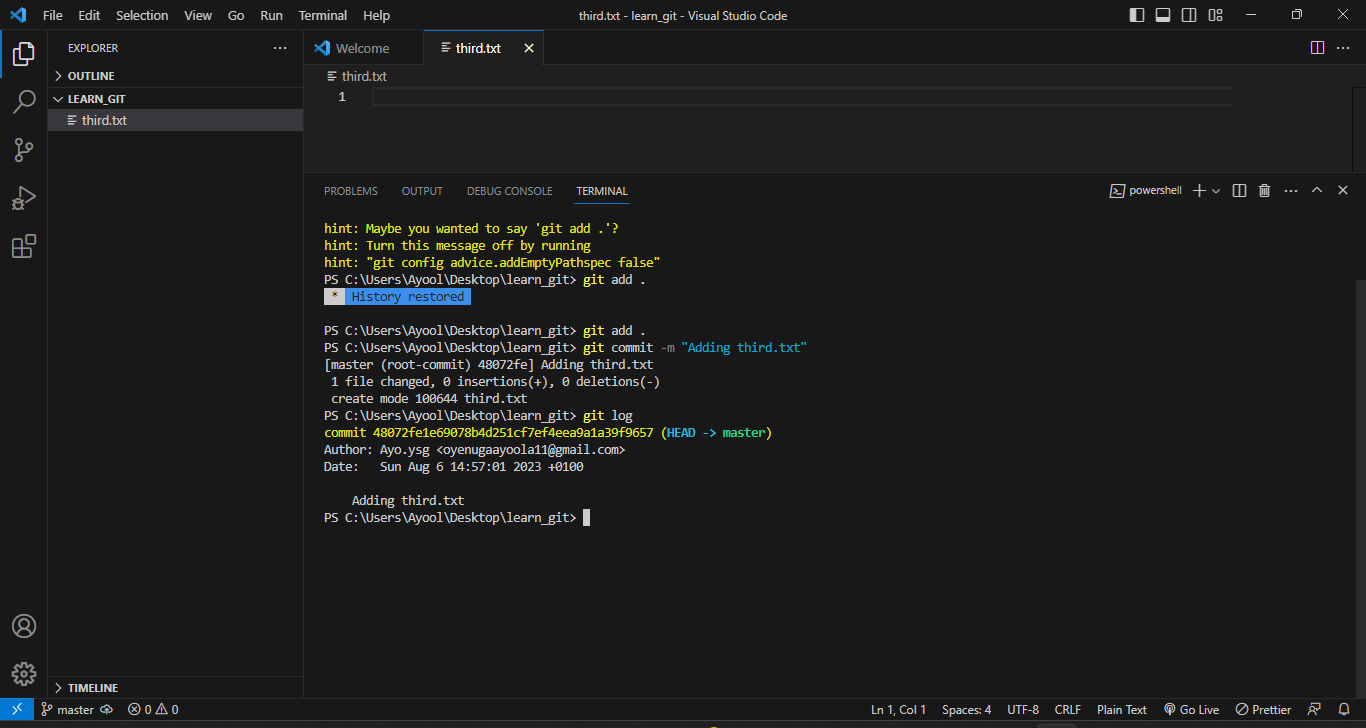 File Edit Selection View Go Run Terminal Help
third.txt - learn_git - Visual Studio Code
EXPLORER
OUTLINE
LEARN_GIT
third.txt
TIMELINE
Welcome
third.txt
third.txt
1
PROBLEMS OUTPUT DEBUG CONSOLE TERMINAL
powershell
hint: Maybe you wanted to say 'git add .'?
hint: Turn this message off by running
hint: "git config advice.addEmptyPathspec false"
PS C:\Users\Ayool\Desktop\learn_git> git add .
* History restored
PS C:\Users\Ayool\Desktop\learn_git> git add .
PS C:\Users\Ayool\Desktop\learn_git> git commit -m "Adding third.txt"
[master (root-commit) 48072fe] Adding third.txt
1 file changed, 0 insertions(+), 0 deletions(-)
create mode 100644 third.txt
PS C:\Users\Ayool\Desktop\learn_git> git log
commit 48072fe1e69078b4d251cf7ef4eea9a1a39f9657 (HEAD -> master)
Author: Ayo.ysg <oyenugaayoola11@gmail.com>
Date:   Sun Aug 6 14:57:01 2023 +0100
Adding third.txt
PS C:\Users\Ayool\Desktop\learn_git>
master 0 0 Ln 1, Col 1 Spaces: 4 UTF-8 CRLF Plain Text Go Live Prettier